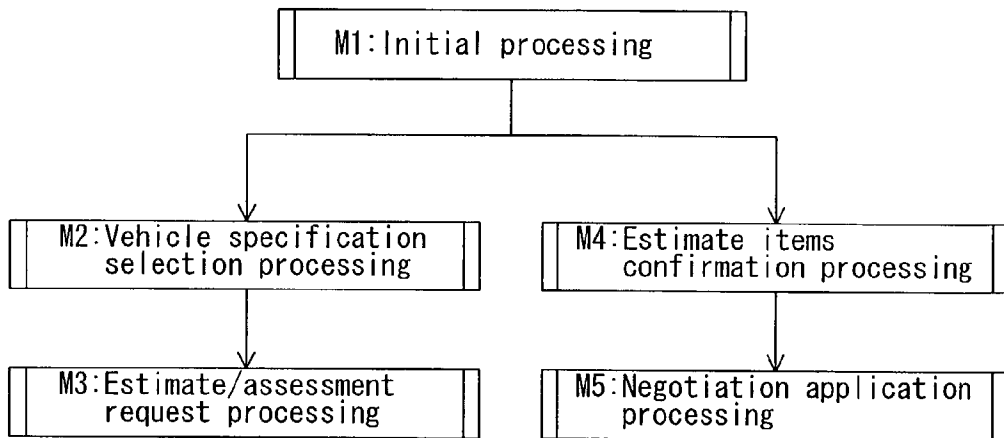 M1:Initial processing
M2:Vehicle specification
selection processing
M4:Estimate items
confirmation processing
M3:Estimate/assessment
request processing
M5:Negotiation application
processing